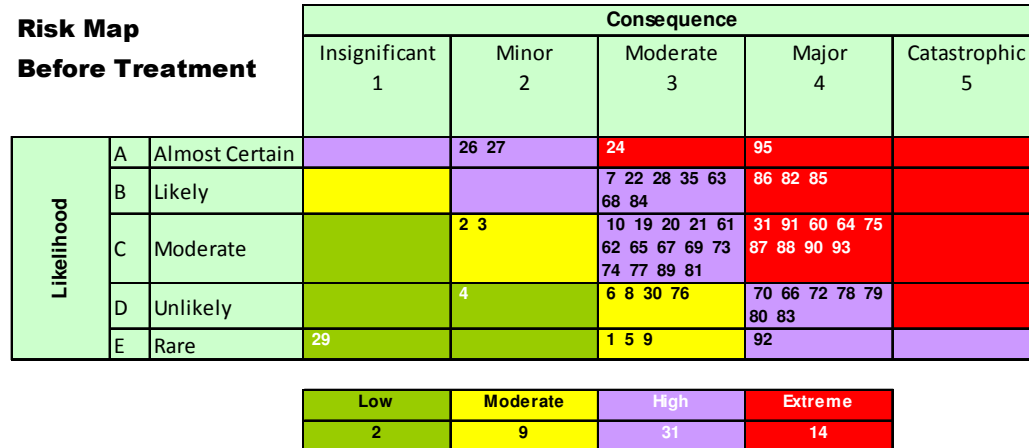 Risk Map
Before Treatment
Consequence
Insignificant
1
Minor
2
Moderate
3
Major
4
Catastrophic
5
Likelihood
A Almost Certain 26 27 24 95
B Likely 7 22 28 35 63 86 82 85
68 84
C Moderate 2 3 10 19 20 21 61 31 91 60 64 75
62 65 67 69 73 87 88 90 93
74 77 89 81
D Unlikely 4 6 8 30 76 70 66 72 78 79
80 83
E Rare 29 1 5 9 92
Low Moderate High Extreme
2 9 31 14